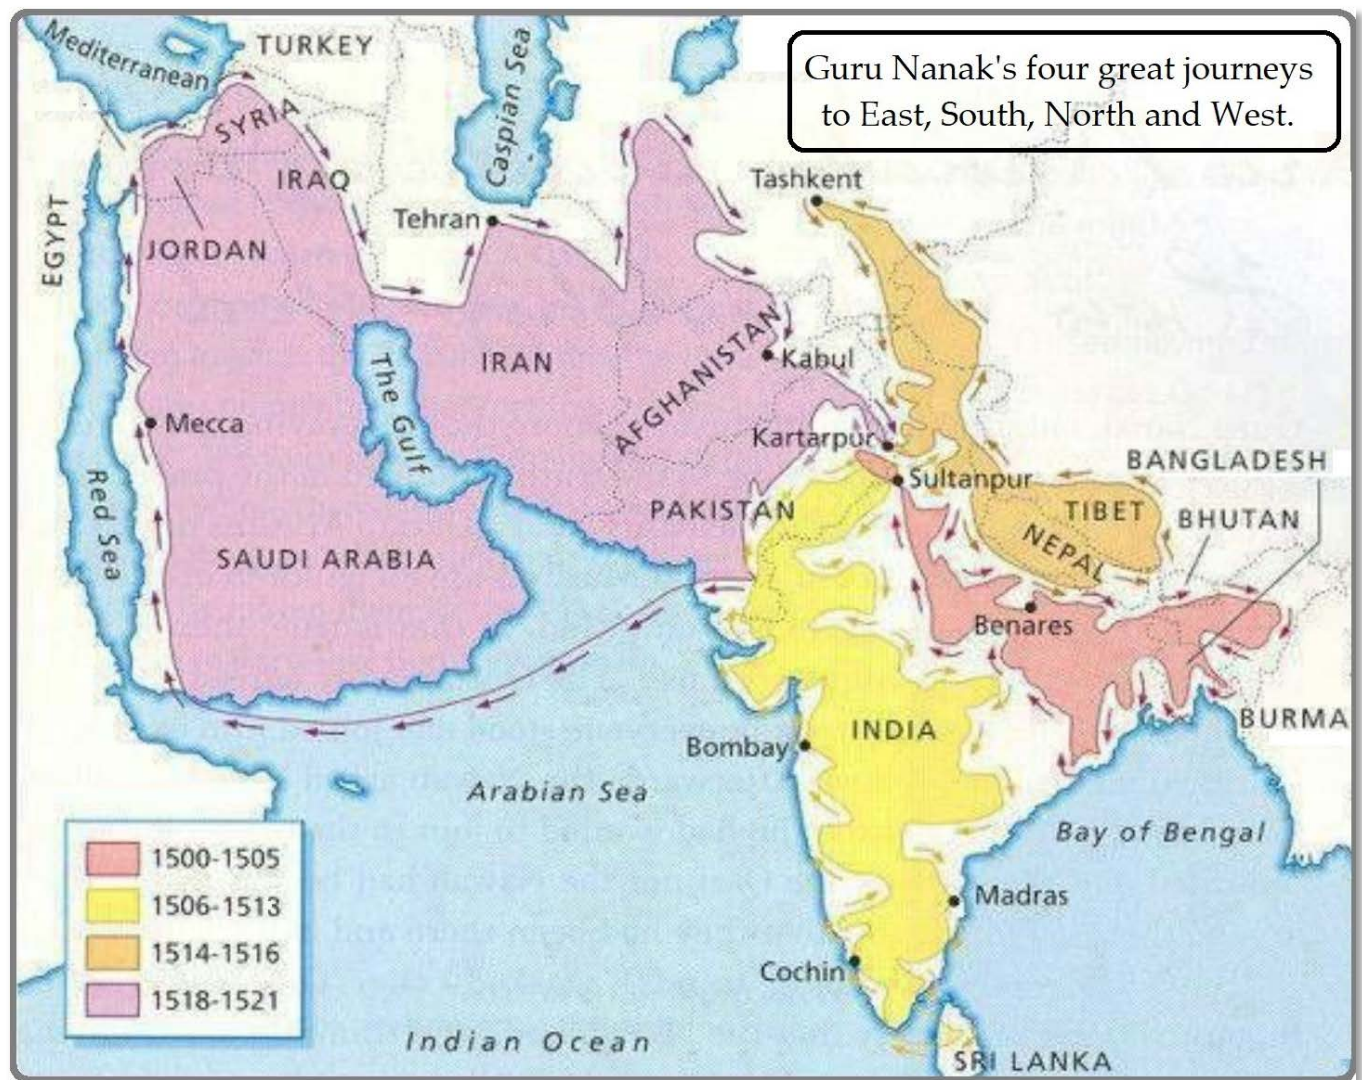 Guru Nanak's four great journeys
to East, South, North and West.
Mediterranean
TURKEY
Caspian Sea
SYRIA
IRAQ
Tashkent
Tehran
EGYPT
JORDAN
IRAN
The Gulf
AFGHANISTAN
Kabul
Mecca
Kartarpur
BANGLADESH
Sultanpur
Red Sea
PAKISTAN
TIBET
BHUTAN
NEPAL
SAUDI ARABIA
Benares
BURMA
INDIA
Bombay
Arabian Sea
Bay of Bengal
1500-1505
1506-1513
1514-1516
1518-1521
Madras
Cochin
Indian Ocean
SRI LANKA